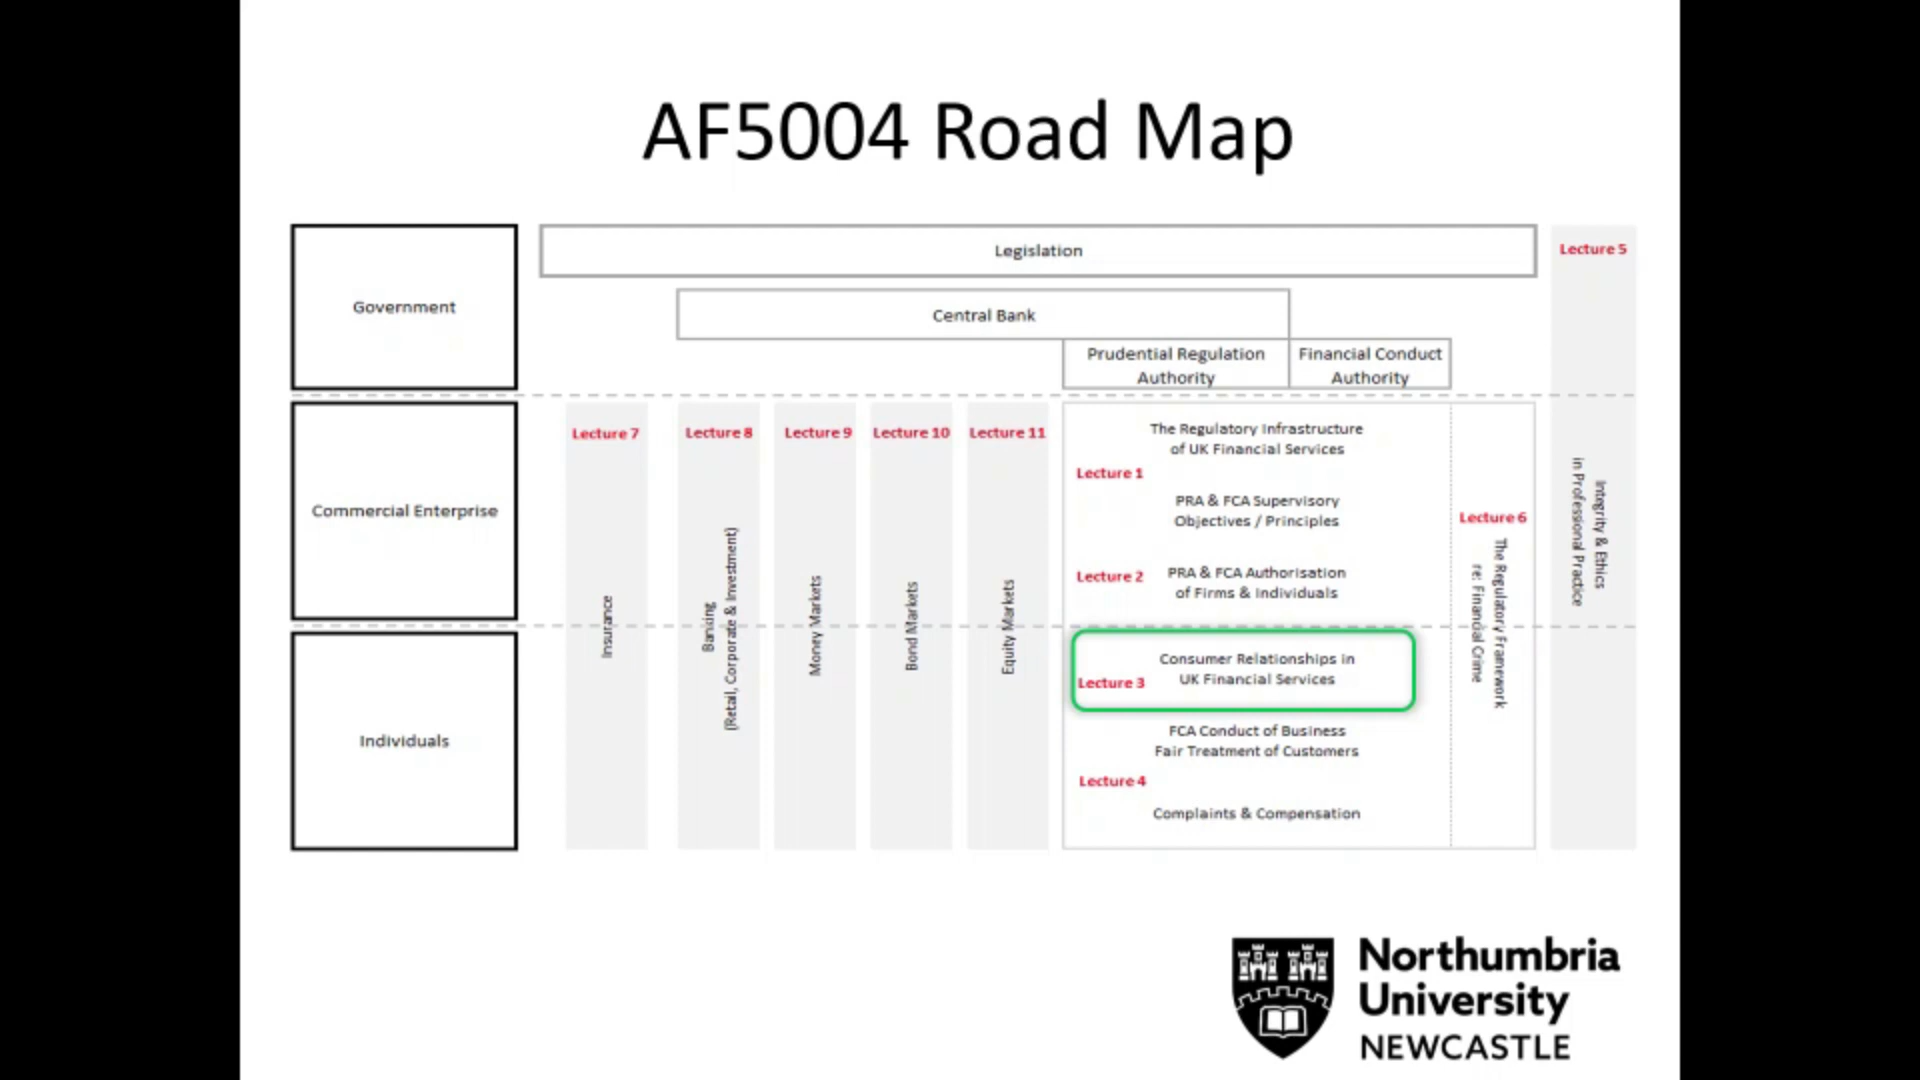 AF5004 Road Map
Government
Legislation
Lecture 5
Central Bank
Prudential Regulation
Authority
Financial Conduct
Authority
Commercial Enterprise
Lecture 7
Insurance
Lecture 8
Banking
(Retail, Corporate & Investment)
Lecture 9
Money Markets
Lecture 10
Bond Markets
Lecture 11
Equity Markets
The Regulatory Infrastructure
of UK Financial Services
Lecture 1
PRA & FCA Supervisory
Objectives / Principles
Lecture 2
PRA & FCA Authorisation
of Firms & Individuals
Lecture 6
The Regulatory Framework
re: Financial Crime
Integrity & Ethics
in Professional Practice
Individuals
Consumer Relationships in
UK Financial Services
Lecture 3
FCA Conduct of Business
Fair Treatment of Customers
Lecture 4
Complaints & Compensation
Northumbria
University
NEWCASTLE